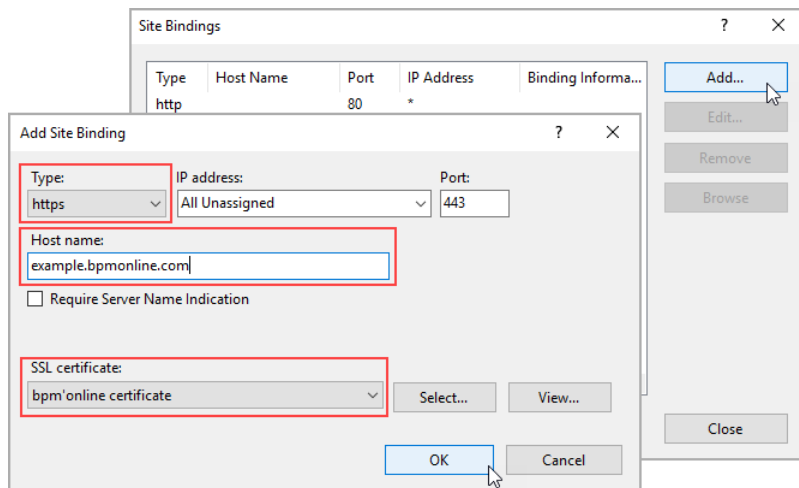 Site Bindings ? ×
Type Host Name Port IP Address Binding Informa...
http 80 *
Add...
Edit...
Remove
Browse
Close
Add Site Binding ? ×
Type: IP address: Port:
https All Unassigned 443
Host name:
example.bpmonline.com
Require Server Name Indication
SSL certificate:
bpm'online certificate Select... View...
OK Cancel